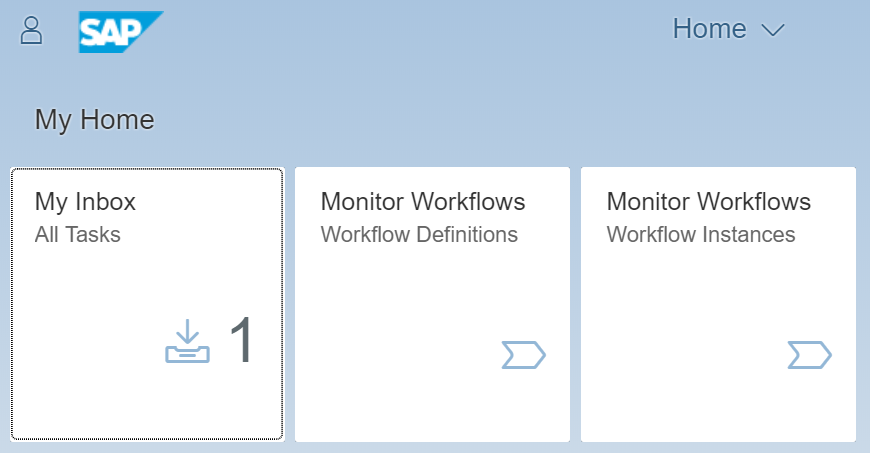 SAP
Home
My Home
My Inbox
All Tasks
1
Monitor Workflows
Workflow Definitions
Monitor Workflows
Workflow Instances